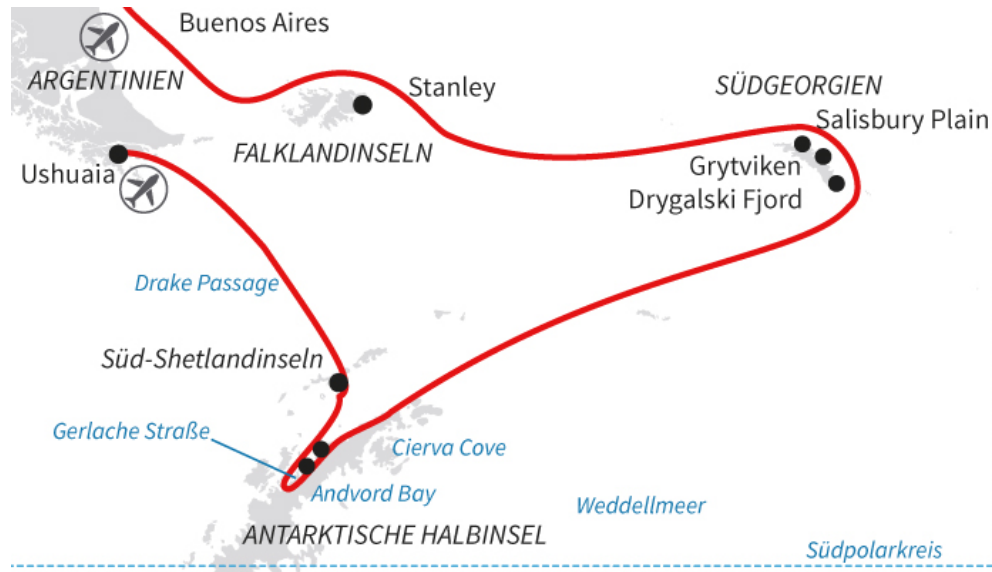 Buenos Aires
ARGENTINIEN
Stanley
SÜDGEORGIEN
Salisbury Plain
FALKLANDINSELN
Grytviken
Ushuaia
Drygalski Fjord
Drake Passage
Süd-Shetlandinseln
Gerlache Straße
Cierva Cove
Andvord Bay
Weddellmeer
ANTARKTISCHE HALBINSEL
Südpolarkreis